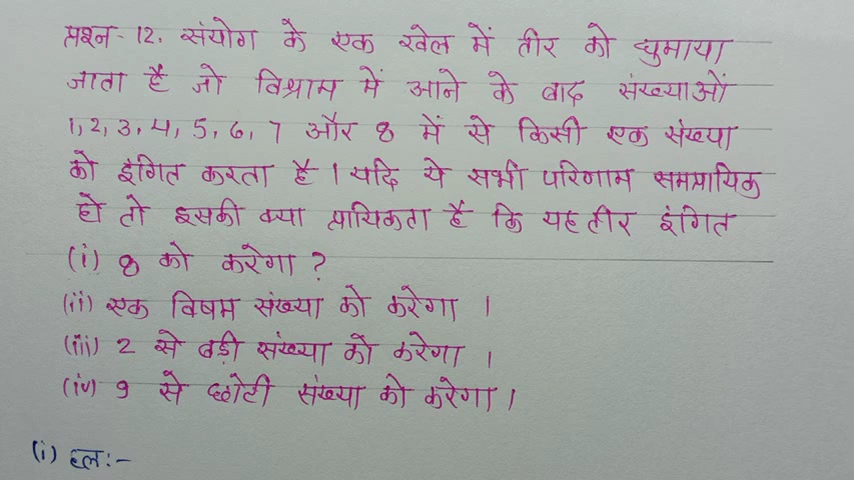 प्रश्न-12. संयोग के एक खेल में तीर को घुमाया
जाता है जो विश्राम में आने के बाद संख्याओं
1,2,3,4,5,6,7 और 8 में से किसी एक संख्या
को इंगित करता है । यदि ये सभी परिणाम समप्रायिक
हो तो इसकी क्या प्रायिकता है कि यह तीर इंगित
(i) 8 को करेगा ?
(ii) एक विषम संख्या को करेगा ।
(iii) 2 से बड़ी संख्या को करेगा ।
(iv) 9 से छोटी संख्या को करेगा ।
(i) हल:-